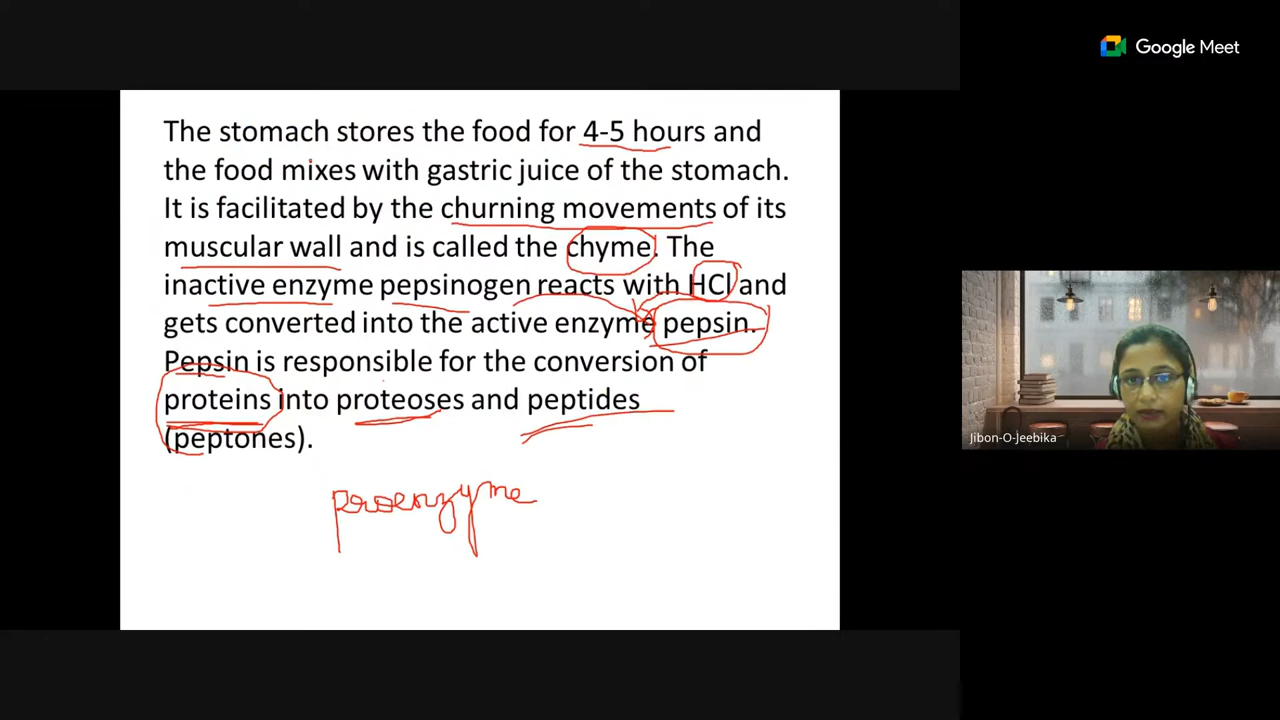 Google Meet
The stomach stores the food for 4-5 hours and
the food mixes with gastric juice of the stomach.
It is facilitated by the churning movements of its
muscular wall and is called the chyme. The
inactive enzyme pepsinogen reacts with HCl and
gets converted into the active enzyme pepsin.
Pepsin is responsible for the conversion of
proteins into proteoses and peptides
(peptones).
proenzyme
Jibon-O-Jeebika